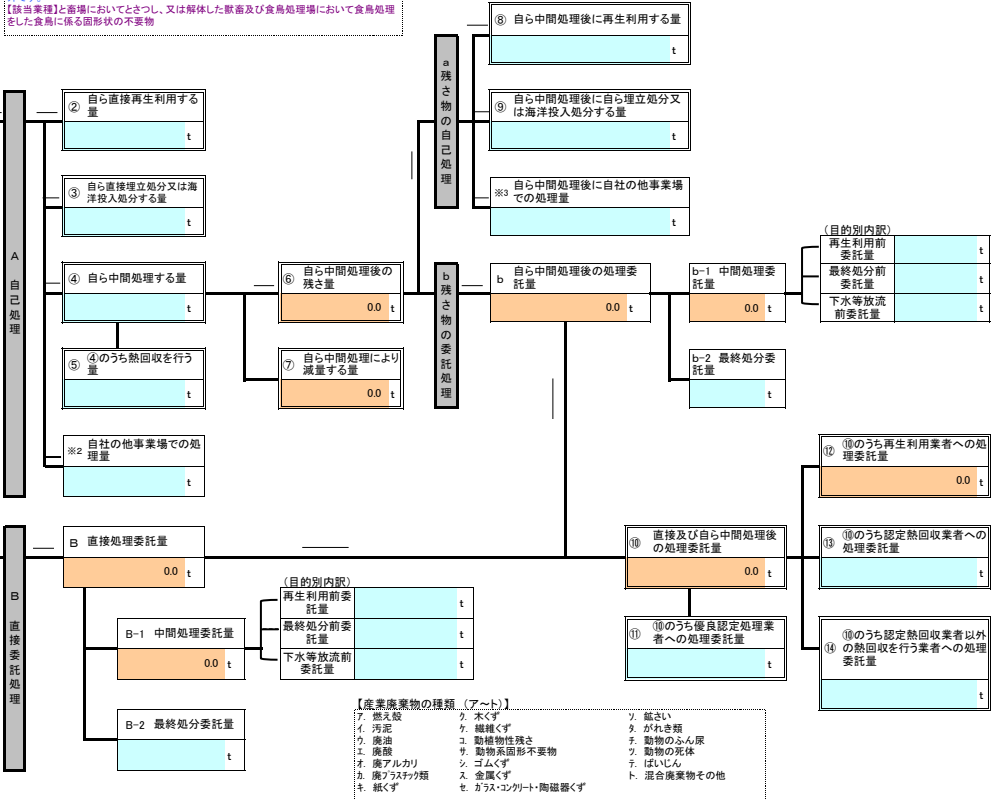 【該当業種】と畜場においてとさつし、又は解体した獣畜及び食鳥処理場において食鳥処理
をした食鳥に係る固形状の不要物
A 自己処理
② 自ら直接再生利用する
量
t
③ 自ら直接埋立処分又は海
洋投入処分する量
t
④ 自ら中間処理する量
t
⑤ ④のうち熱回収を行う
量
t
※2 自社の他事業場での処
理量
t
⑥ 自ら中間処理後の
残さ量
0.0 t
⑦ 自ら中間処理により
減量する量
0.0 t
a 残さ物の自己処理
⑧ 自ら中間処理後に再生利用する量
t
⑨ 自ら中間処理後に自ら埋立処分又
は海洋投入処分する量
t
※3 自ら中間処理後に自社の他事業場
での処理量
t
b 残さ物の委託処理
b 自ら中間処理後の処理委
託量
0.0 t
b-1 中間処理委
託量
0.0 t
b-2 最終処分委
託量
t
(目的別内訳)
再生利用前
委託量
t
最終処分前
委託量
t
下水等放流
前委託量
t
B 直接委託処理
B 直接処理委託量
0.0 t
B-1 中間処理委託量
0.0 t
B-2 最終処分委託量
t
(目的別内訳)
再生利用前委
託量
t
最終処分前委
託量
t
下水等放流前
委託量
t
⑩ 直接及び自ら中間処理後
の処理委託量
0.0 t
⑪ ⑩のうち優良認定処理業
者への処理委託量
t
⑫ ⑩のうち再生利用業者への処
理委託量
0.0 t
⑬ ⑩のうち認定熱回収業者への
処理委託量
t
⑭ ⑩のうち認定熱回収業者以外
の熱回収を行う業者への処理
委託量
t
【産業廃棄物の種類 (ア～ト)】
ア. 燃え殻
イ. 汚泥
ウ. 廃油
エ. 廃酸
オ. 廃アルカリ
カ. 廃プラスチック類
キ. 紙くず
ク. 木くず
ケ. 繊維くず
コ. 動植物性残さ
サ. 動物系固形不要物
シ. ゴムくず
ス. 金属くず
セ. ガラス・コンクリート・陶磁器くず
ソ. 鉱さい
タ. がれき類
チ. 動物のふん尿
ツ. 動物の死体
テ. ばいじん
ト. 混合廃棄物その他